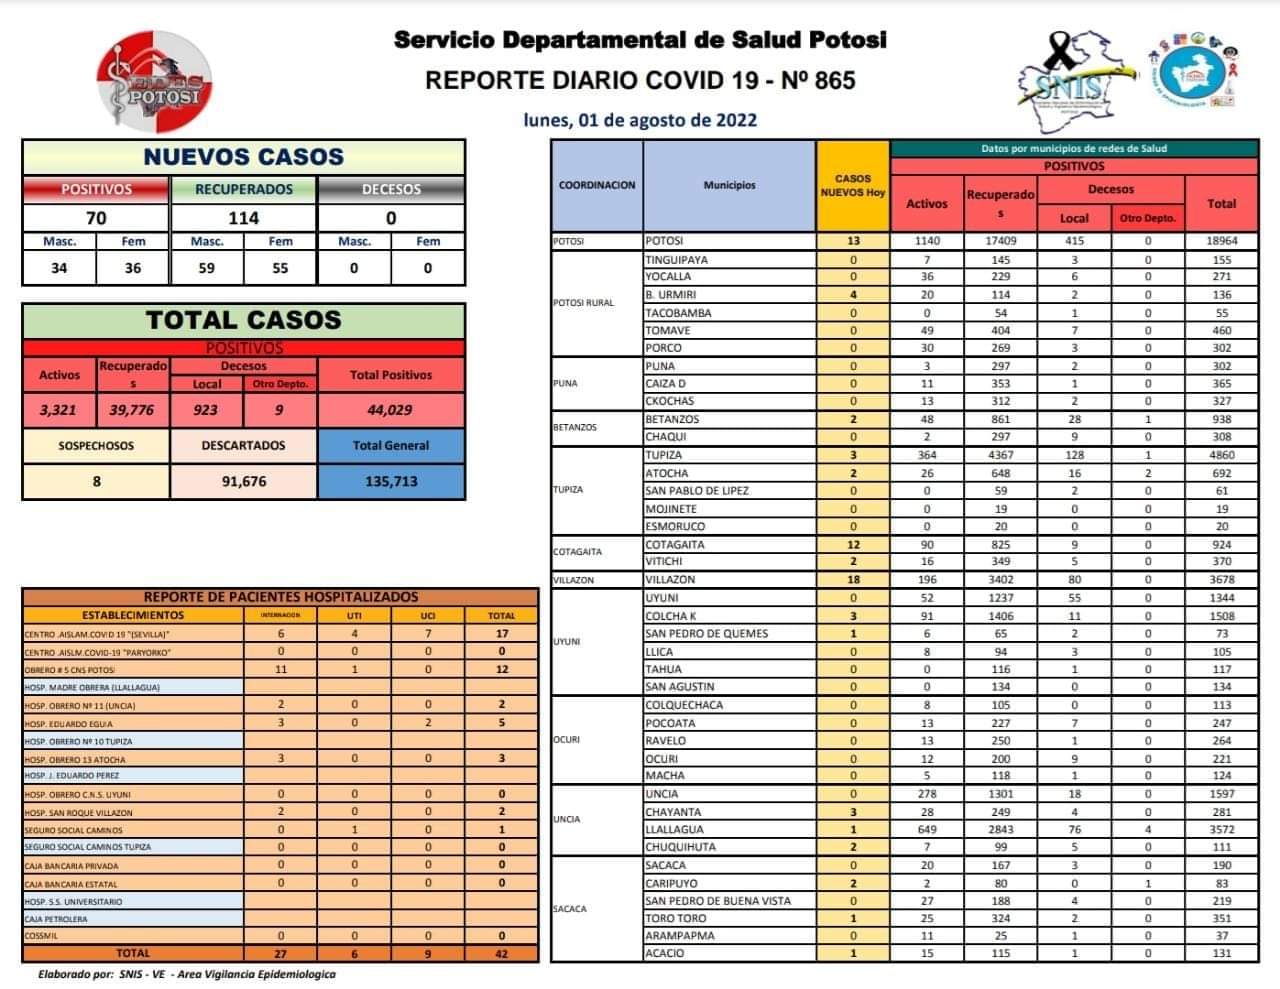 Servicio Departamental de Salud Potosi
REPORTE DIARIO COVID 19 - Nº 865
lunes, 01 de agosto de 2022
SEDES
POTOSI
SNIS
NUEVOS CASOS
POSITIVOS RECUPERADOS DECESOS
70 114 0
Masc. Fem Masc. Fem Masc. Fem
34 36 59 55 0 0
TOTAL CASOS
POSITIVOS
Activos Recuperados Decesos Total Positivos
Local Otro Depto.
3,321 39,776 923 9 44,029
SOSPECHOSOS DESCARTADOS Total General
8 91,676 135,713
REPORTE DE PACIENTES HOSPITALIZADOS
ESTABLECIMIENTOS INTERNACION UTI UCI TOTAL
CENTRO .AISLAM.COVID 19 "(SEVILLA)" 6 4 7 17
CENTRO .AISLM.COVID-19 "PARYORKO" 0 0 0 0
OBRERO # 5 CNS POTOSI 11 1 0 12
HOSP. MADRE OBRERA (LLALLAGUA)
HOSP. OBRERO Nº 11 (UNCIA) 2 0 0 2
HOSP. EDUARDO EGUIA 3 0 2 5
HOSP. OBRERO Nº 10 TUPIZA
HOSP. OBRERO 13 ATOCHA 3 0 0 3
HOSP. J. EDUARDO PEREZ
HOSP. OBRERO C.N.S. UYUNI 0 0 0 0
HOSP. SAN ROQUE VILLAZON 2 0 0 2
SEGURO SOCIAL CAMINOS 0 1 0 1
SEGURO SOCIAL CAMINOS TUPIZA 0 0 0 0
CAJA BANCARIA PRIVADA 0 0 0 0
CAJA BANCARIA ESTATAL 0 0 0 0
HOSP. S.S. UNIVERSITARIO
CAJA PETROLERA
COSSMIL 0 0 0 0
TOTAL 27 6 9 42
Elaborado por: SNIS - VE - Area Vigilancia Epidemiologica
Datos por municipios de redes de Salud
POSITIVOS
COORDINACION Municipios CASOS NUEVOS Hoy Activos Recuperados Decesos Total
Local Otro Depto.
POTOSI POTOSI 13 1140 17409 415 0 18964
POTOSI RURAL TINGUIPAYA 0 7 145 3 0 155
YOCALLA 0 36 229 6 0 271
B. URMIRI 4 20 114 2 0 136
TACOBAMBA 0 0 54 1 0 55
TOMAVE 0 49 404 7 0 460
PORCO 0 30 269 3 0 302
PUNA PUNA 0 3 297 2 0 302
CAIZA D 0 11 353 1 0 365
CKOCHAS 0 13 312 2 0 327
BETANZOS BETANZOS 2 48 861 28 1 938
CHAQUI 0 2 297 9 0 308
TUPIZA TUPIZA 3 364 4367 128 1 4860
ATOCHA 2 26 648 16 2 692
SAN PABLO DE LIPEZ 0 0 59 2 0 61
MOJINETE 0 0 19 0 0 19
ESMORUCO 0 0 20 0 0 20
COTAGAITA COTAGAITA 12 90 825 9 0 924
VITICHI 2 16 349 5 0 370
VILLAZON VILLAZON 18 196 3402 80 0 3678
UYUNI UYUNI 0 52 1237 55 0 1344
COLCHA K 3 91 1406 11 0 1508
SAN PEDRO DE QUEMES 1 6 65 2 0 73
LLICA 0 8 94 3 0 105
TAHUA 0 0 116 1 0 117
SAN AGUSTIN 0 0 134 0 0 134
OCURI COLQUECHACA 0 8 105 0 0 113
POCOATA 0 13 227 7 0 247
RAVELO 0 13 250 1 0 264
OCURI 0 12 200 9 0 221
MACHA 0 5 118 1 0 124
UNCIA UNCIA 0 278 1301 18 0 1597
CHAYANTA 3 28 249 4 0 281
LLALLAGUA 1 649 2843 76 4 3572
CHUQUIHUTA 2 7 99 5 0 111
SACACA SACACA 0 20 167 3 0 190
CARIPUYO 2 2 80 0 1 83
SAN PEDRO DE BUENA VISTA 0 27 188 4 0 219
TORO TORO 1 25 324 2 0 351
ARAMPAPMA 0 11 25 1 0 37
ACACIO 1 15 115 1 0 131